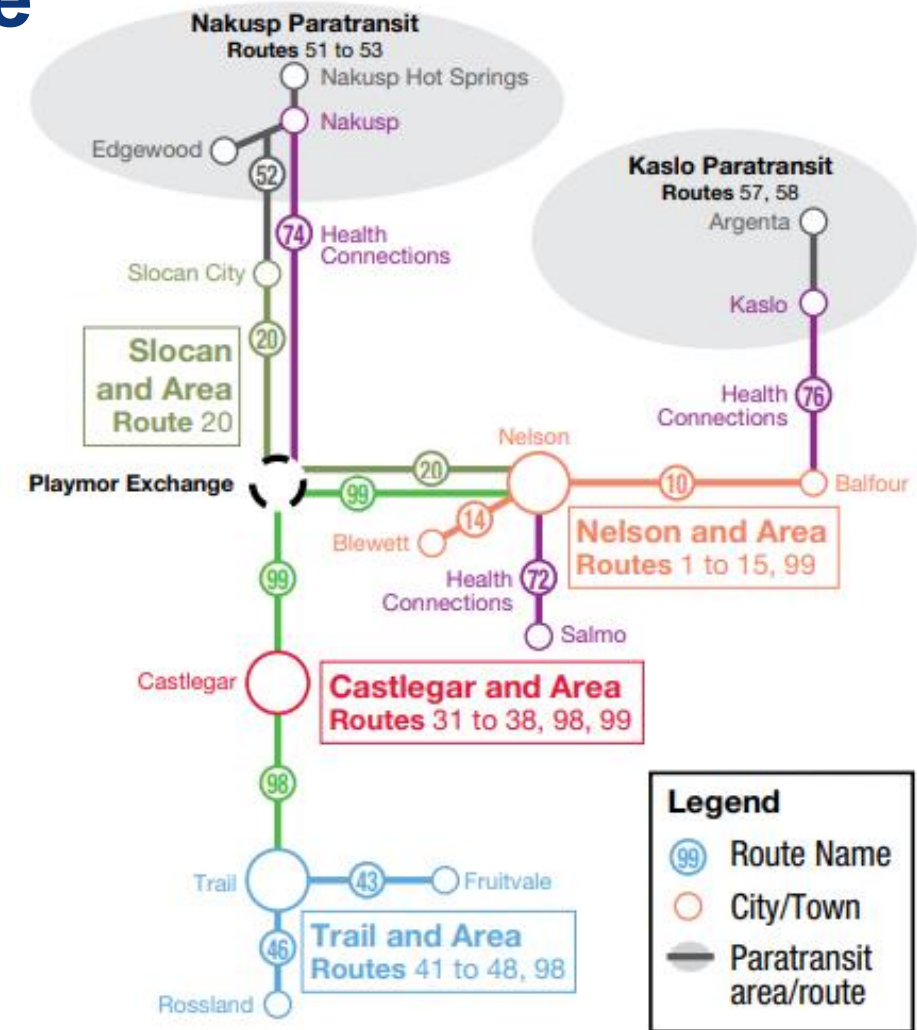 e
Nakusp Paratransit
Routes 51 to 53
Nakusp Hot Springs
Nakusp
Edgewood
52
74
Health
Connections
Slocan City
20
Slocan
and Area
Route 20
Kaslo Paratransit
Routes 57, 58
Argenta
Kaslo
Health
Connections
76
Nelson
Playmor Exchange
20
99
10
Balfour
14
Blewett
Nelson and Area
Routes 1 to 15, 99
Health
Connections
72
Salmo
99
Castlegar
Castlegar and Area
Routes 31 to 38, 98, 99
98
Trail
43
Fruitvale
46
Trail and Area
Routes 41 to 48, 98
Rossland
Legend
99 Route Name
City/Town
Paratransit
area/route